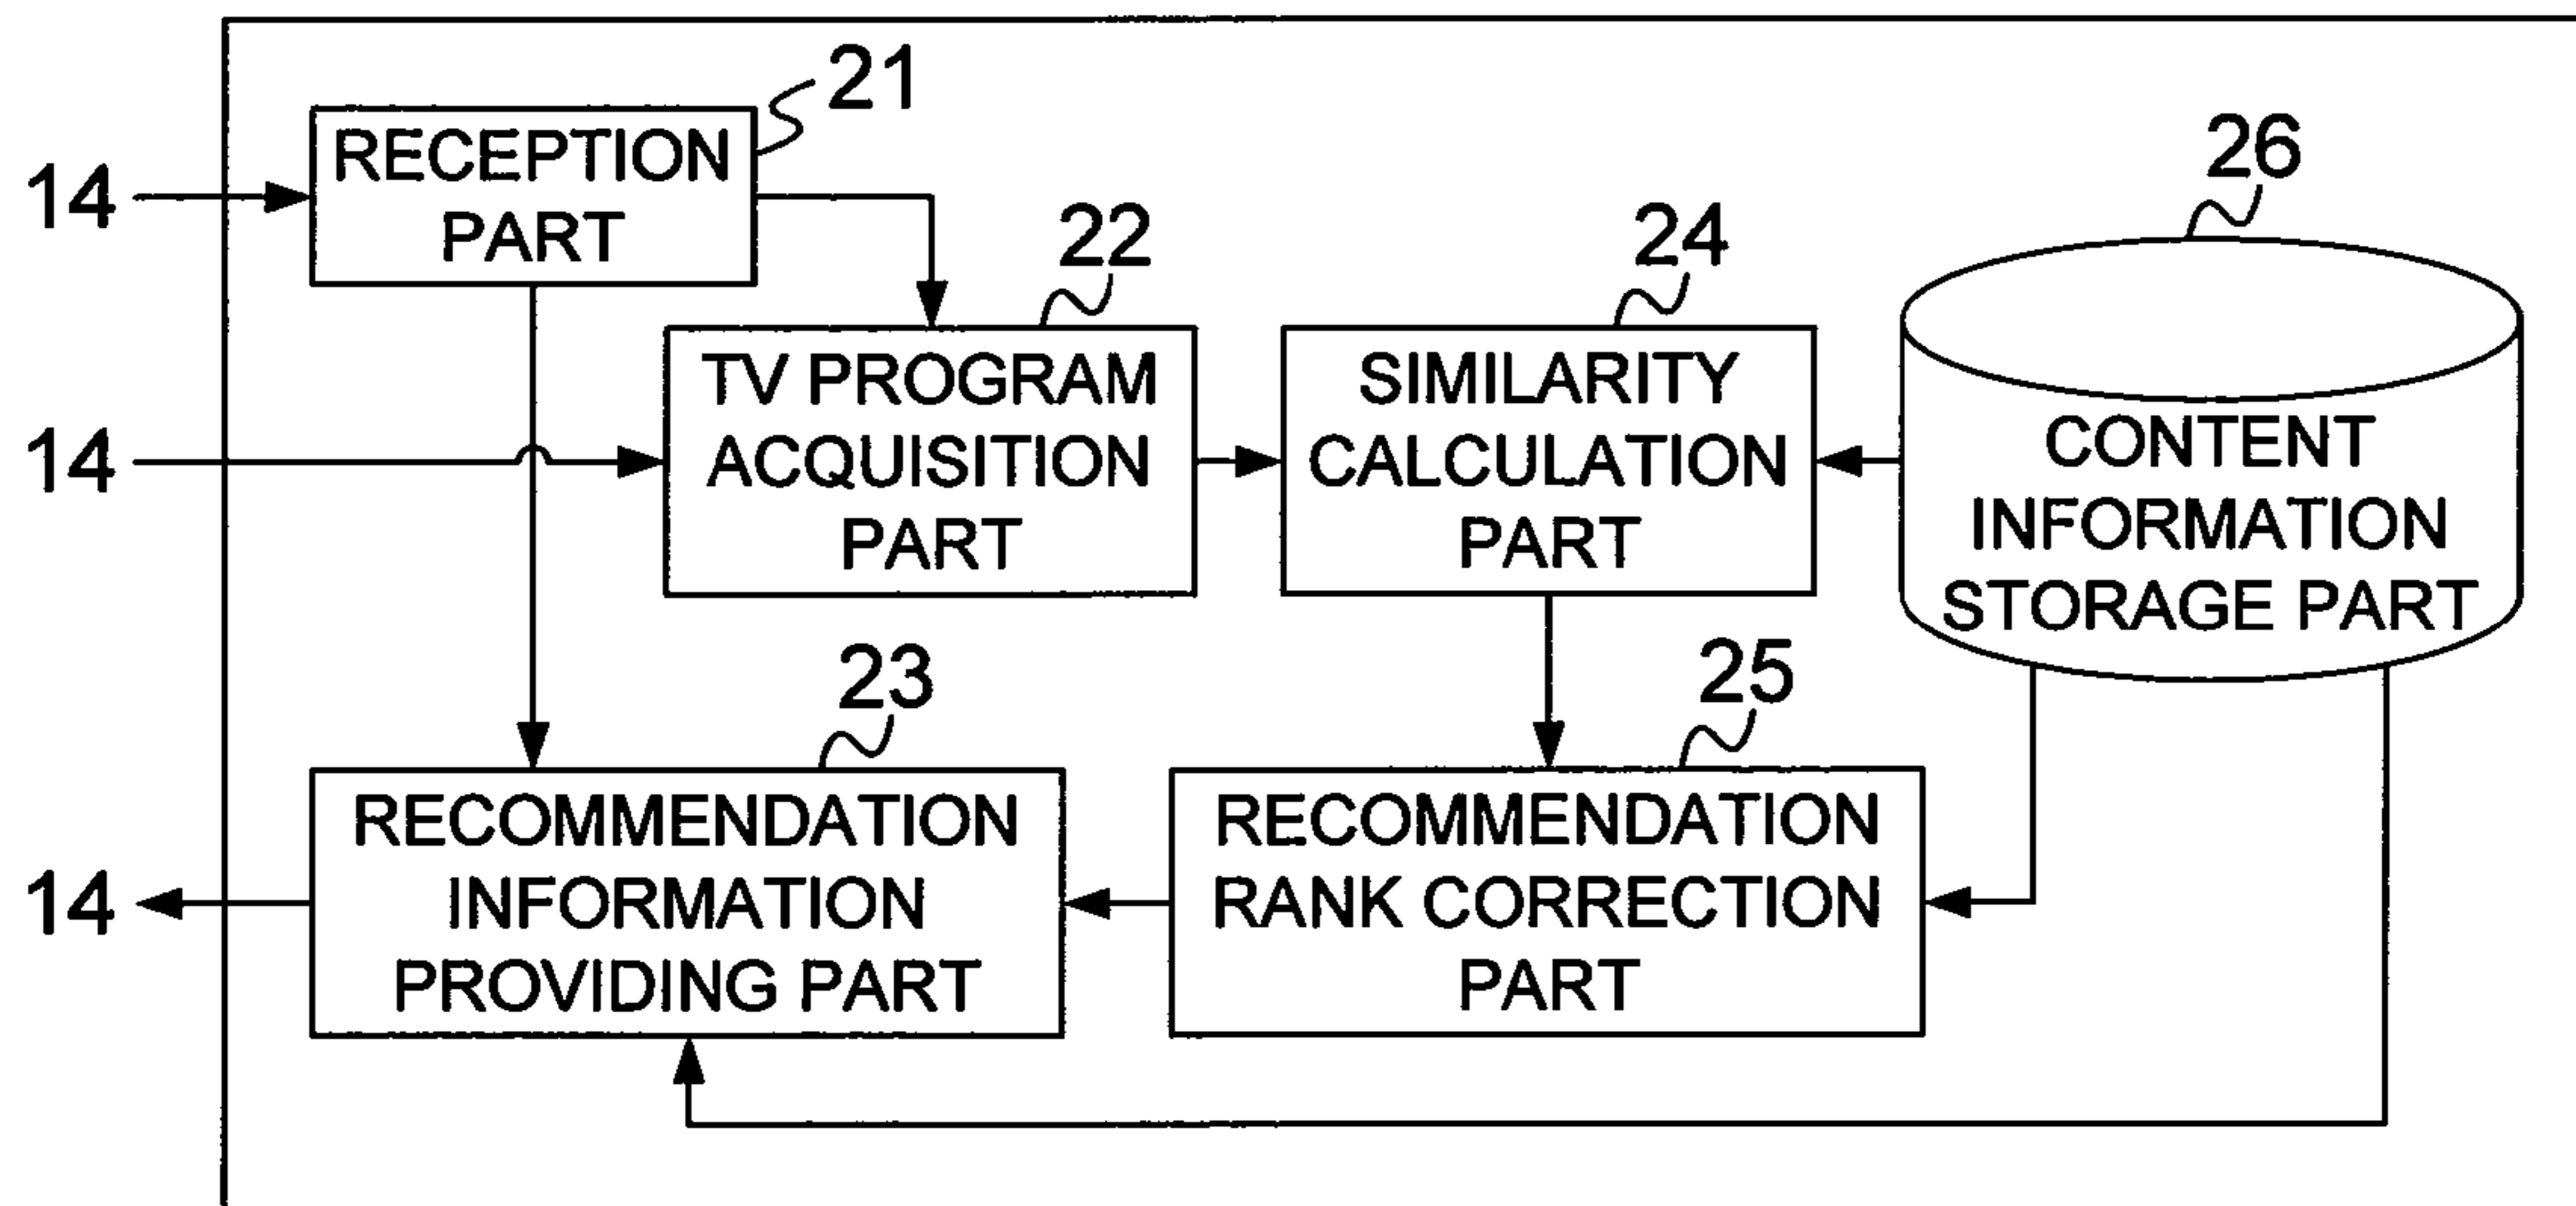 21
RECEPTION
PART
14
22
24
26
TV PROGRAM
ACQUISITION
PART
14
SIMILARITY
CALCULATION
PART
CONTENT
INFORMATION
STORAGE PART
23
25
RECOMMENDATION
INFORMATION
PROVIDING PART
14
RECOMMENDATION
RANK CORRECTION
PART